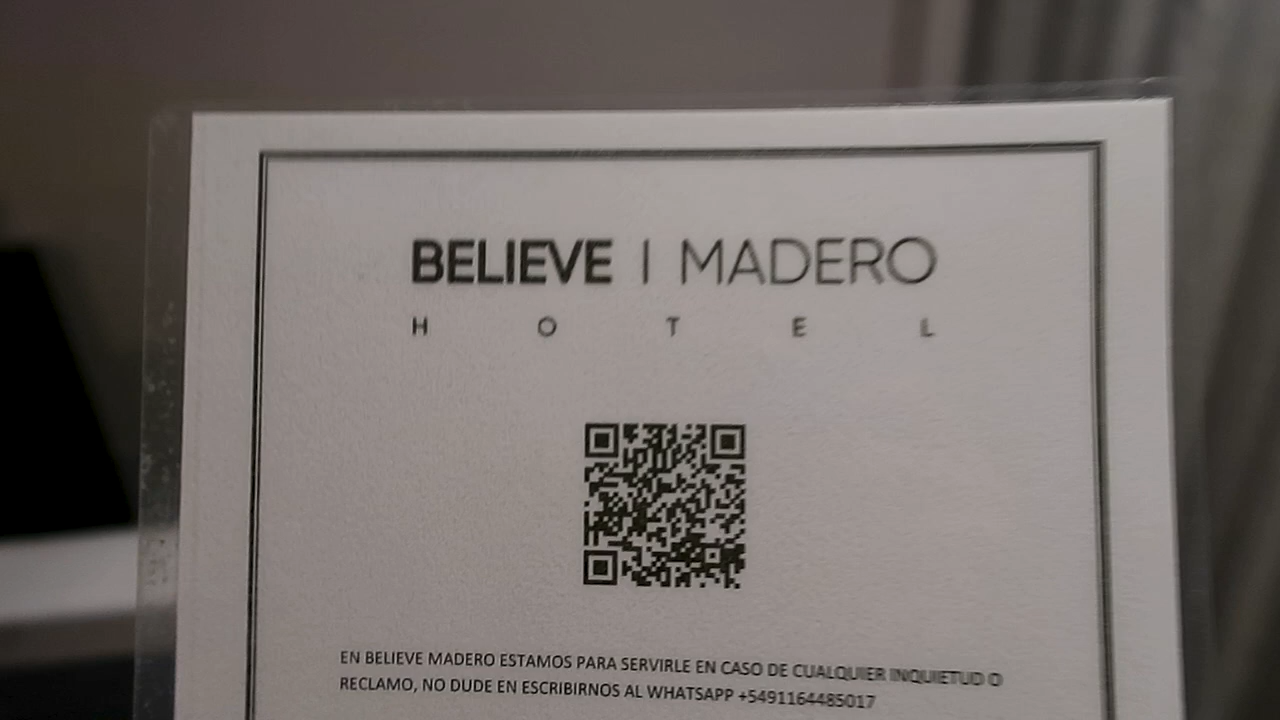 BELIEVE | MADERO
HOTEL
EN BELIEVE MADERO ESTAMOS PARA SERVIRLE EN CASO DE CUALQUIER INQUIETUD O
RECLAMO, NO DUDE EN ESCRIBIRNOS AL WHATSAPP +5491164485017